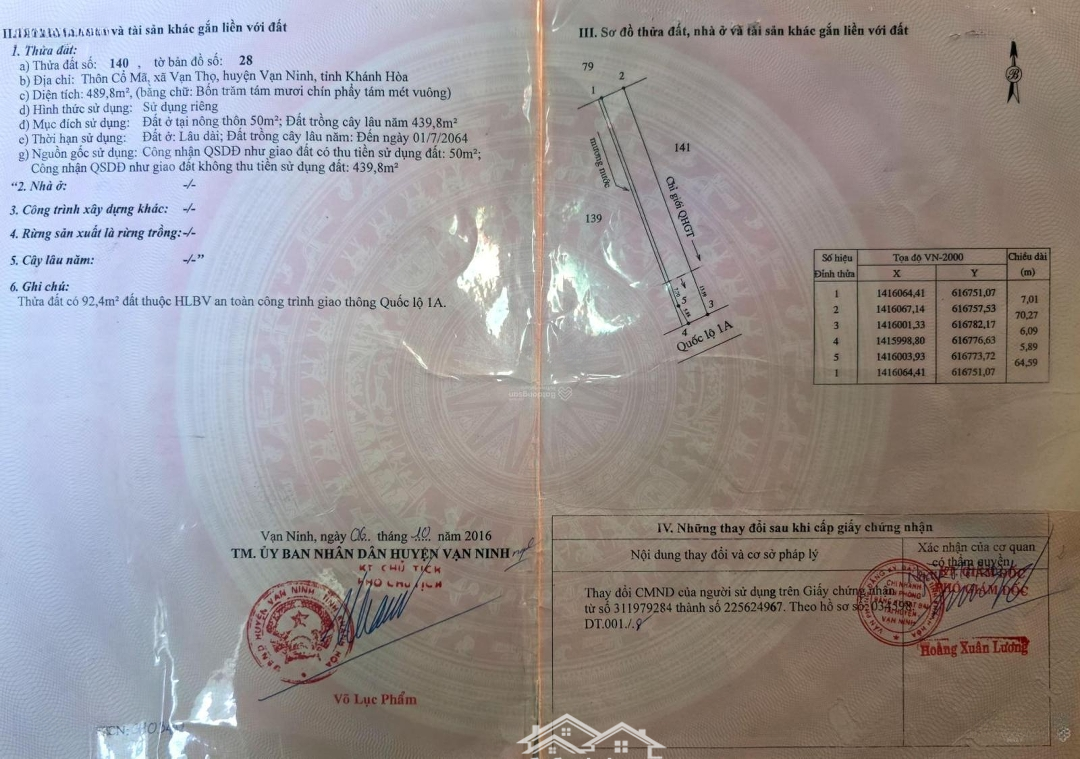 và tài sản khác gắn liền với đất
1. Thửa đất:
a) Thửa đất số: 140 , tờ bản đồ số: 28
b) Địa chỉ: Thôn Cổ Mã, xã Vạn Thọ, huyện Vạn Ninh, tỉnh Khánh Hòa
c) Diện tích: 489,8m², (bằng chữ: Bốn trăm tám mươi chín phẩy tám mét vuông)
d) Hình thức sử dụng: Sử dụng riêng
đ) Mục đích sử dụng: Đất ở tại nông thôn 50m²; Đất trồng cây lâu năm 439,8m²
e) Thời hạn sử dụng: Đất ở: Lâu dài; Đất trồng cây lâu năm: Đến ngày 01/7/2064
g) Nguồn gốc sử dụng: Công nhận QSDĐ như giao đất có thu tiền sử dụng đất: 50m²;
Công nhận QSDĐ như giao đất không thu tiền sử dụng đất: 439,8m²
“2. Nhà ở: -/-
3. Công trình xây dựng khác: -/-
4. Rừng sản xuất là rừng trồng:-/-
5. Cây lâu năm: -/-”
6. Ghi chú:
Thửa đất có 92,4m² đất thuộc HLBV an toàn công trình giao thông Quốc lộ 1A.
Vạn Ninh, ngày 06 tháng 10 năm 2016
TM. ỦY BAN NHÂN DÂN HUYỆN VẠN NINH
KT CHỦ TỊCH
PHÓ CHỦ TỊCH
Võ Lục Phẩm
III. Sơ đồ thửa đất, nhà ở và tài sản khác gắn liền với đất
B
79
1
2
141
mương nước
Chỉ giới QHGT
139
4
5
3
4
Quốc lộ 1A
Số hiệu Đỉnh thửa Tọa độ VN-2000 Chiều dài (m)
X Y
1 1416064,41 616751,07
7,01
2 1416067,14 616757,53
70,27
3 1416001,33 616782,17
6,09
4 1415998,80 616776,63
5,89
5 1416003,93 616773,72
64,59
1 1416064,41 616751,07
IV. Những thay đổi sau khi cấp giấy chứng nhận
Nội dung thay đổi và cơ sở pháp lý
Xác nhận của cơ quan
có thẩm quyền
Thay đổi CMND của người sử dụng trên Giấy chứng nhận
từ số 311979284 thành số 225624967. Theo hồ sơ số:
DT.001./.
KT GIÁM ĐỐC
PHÓ GIÁM ĐỐC
CHI NHÁNH
VẠN NINH
Hoàng Xuân Lương